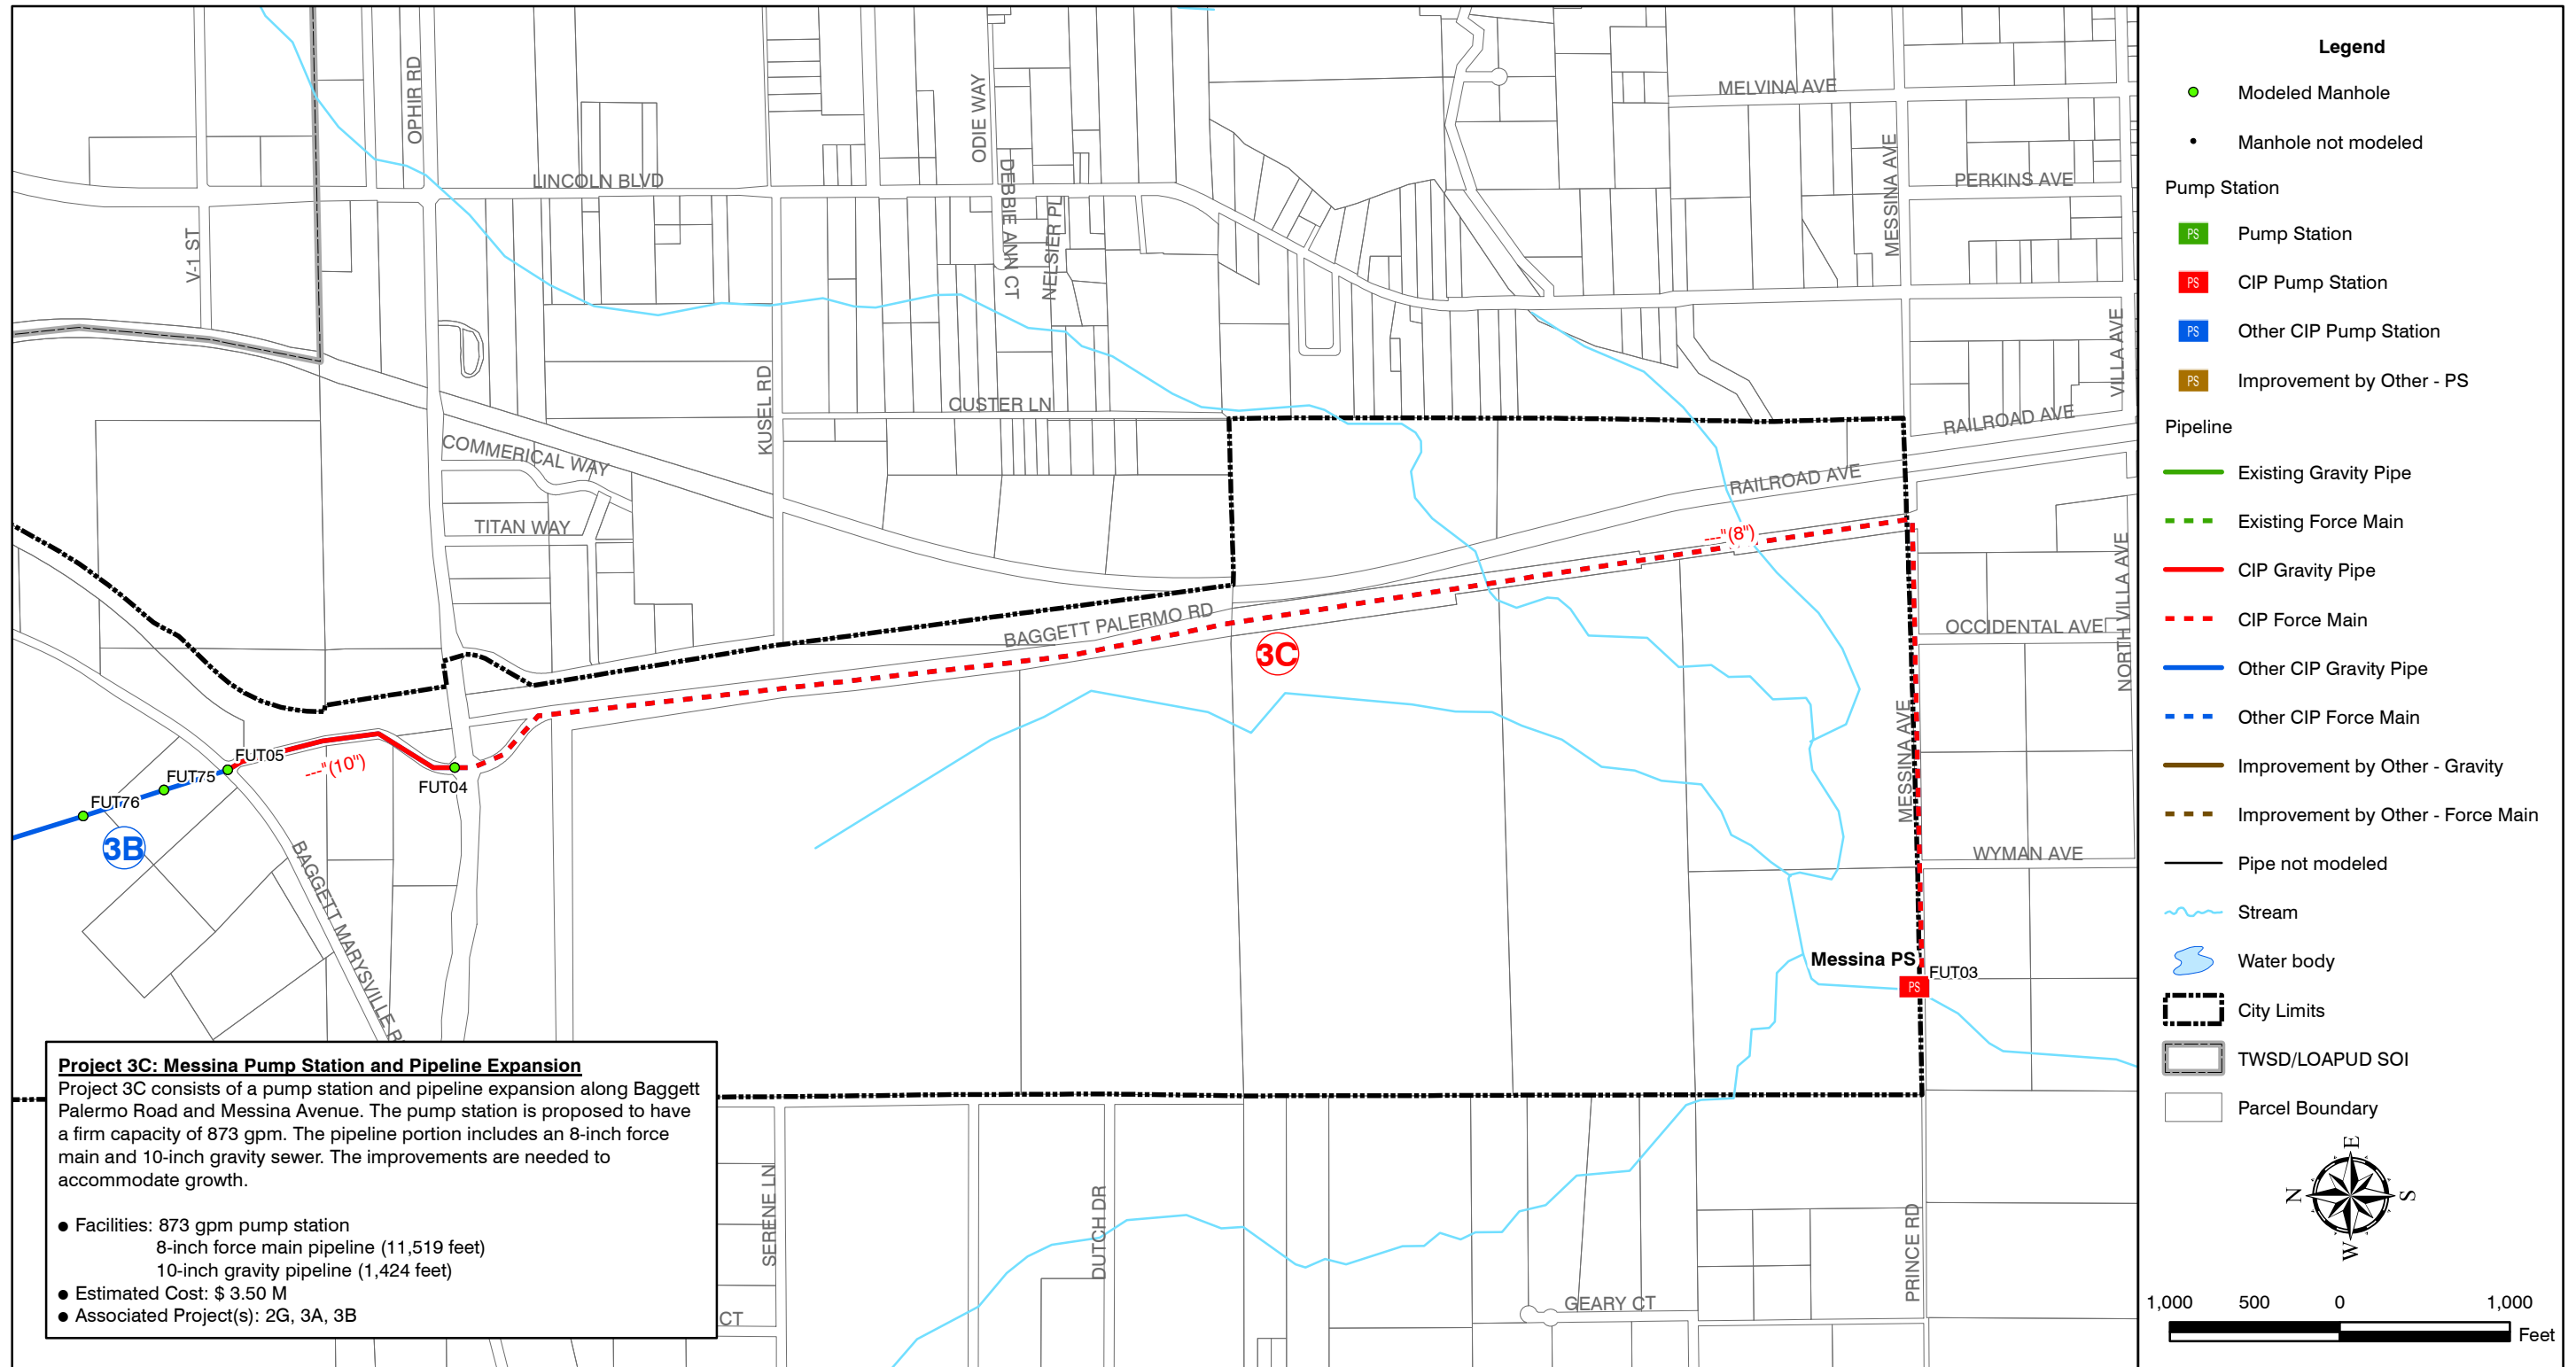 OPHIR RD
ODIE WAY
MELVINA AVE
LINCOLN BLVD
DEBBIE ANN CT
NELSIER PL
MESSINA AVE
PERKINS AVE
V-1 ST
VILLA AVE
KUSEL RD
CUSTER LN
RAILROAD AVE
COMMERICAL WAY
RAILROAD AVE
TITAN WAY
---"(8")
BAGGETT PALERMO RD
3C
OCCIDENTAL AVE
NORTH VILLA AVE
MESSINA AVE
FUT05
---"(10")
FUT75
FUT04
FUT76
3B
BAGGETT MARYSVILLE R
WYMAN AVE
Messina PS
FUT03
PS
SERENE LN
DUTCH DR
PRINCE RD
GEARY CT
CT
Project 3C: Messina Pump Station and Pipeline Expansion
Project 3C consists of a pump station and pipeline expansion along Baggett
Palermo Road and Messina Avenue. The pump station is proposed to have
a firm capacity of 873 gpm. The pipeline portion includes an 8-inch force
main and 10-inch gravity sewer. The improvements are needed to
accommodate growth.
● Facilities: 873 gpm pump station
8-inch force main pipeline (11,519 feet)
10-inch gravity pipeline (1,424 feet)
● Estimated Cost: $ 3.50 M
● Associated Project(s): 2G, 3A, 3B
Legend
Modeled Manhole
Manhole not modeled
Pump Station
PS Pump Station
PS CIP Pump Station
PS Other CIP Pump Station
PS Improvement by Other - PS
Pipeline
Existing Gravity Pipe
Existing Force Main
CIP Gravity Pipe
CIP Force Main
Other CIP Gravity Pipe
Other CIP Force Main
Improvement by Other - Gravity
Improvement by Other - Force Main
Pipe not modeled
Stream
Water body
City Limits
TWSD/LOAPUD SOI
Parcel Boundary
E
N
S
W
1,000 500 0 1,000
Feet